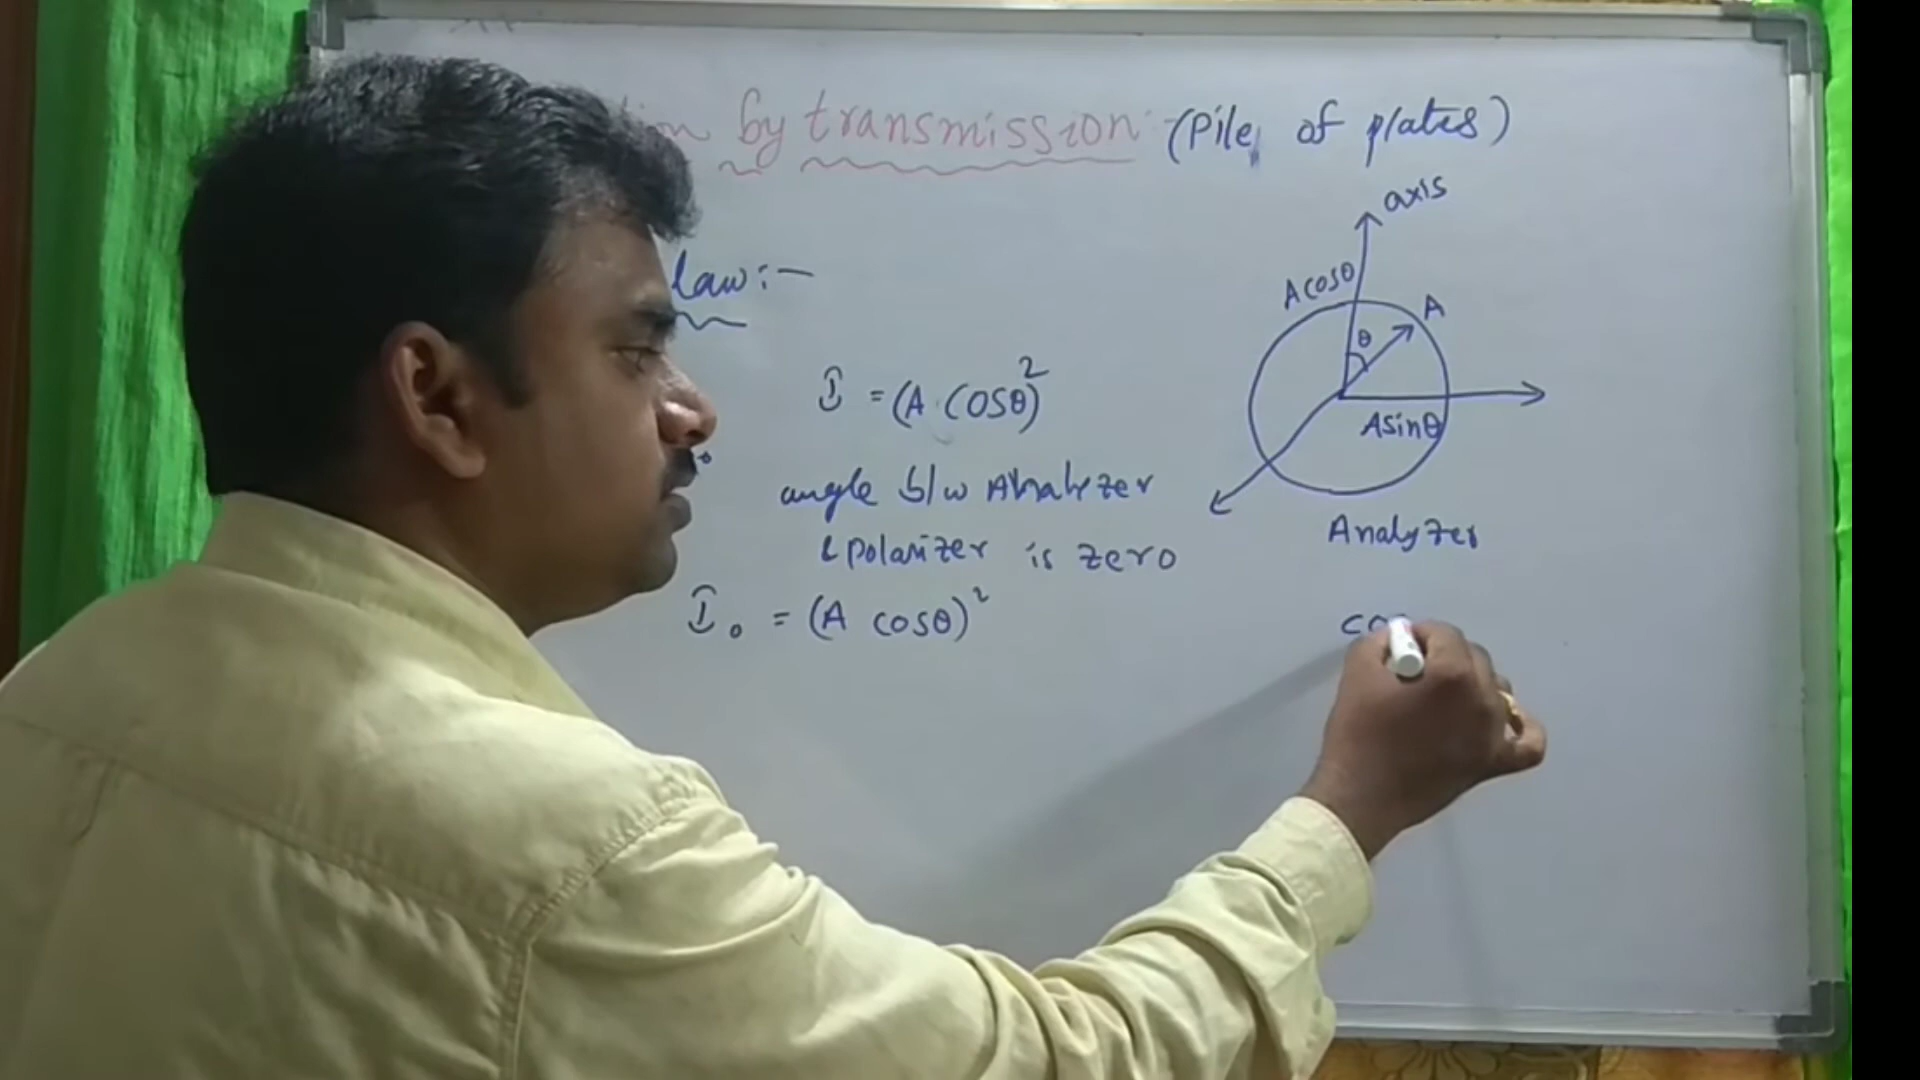 by transmission (Pile of plates)
axis
law:-
A cosθ
A
θ
I = (A cosθ)²
A sinθ
angle b/w Analyzer
& polarizer is zero
Analyzer
I₀ = (A cosθ)²